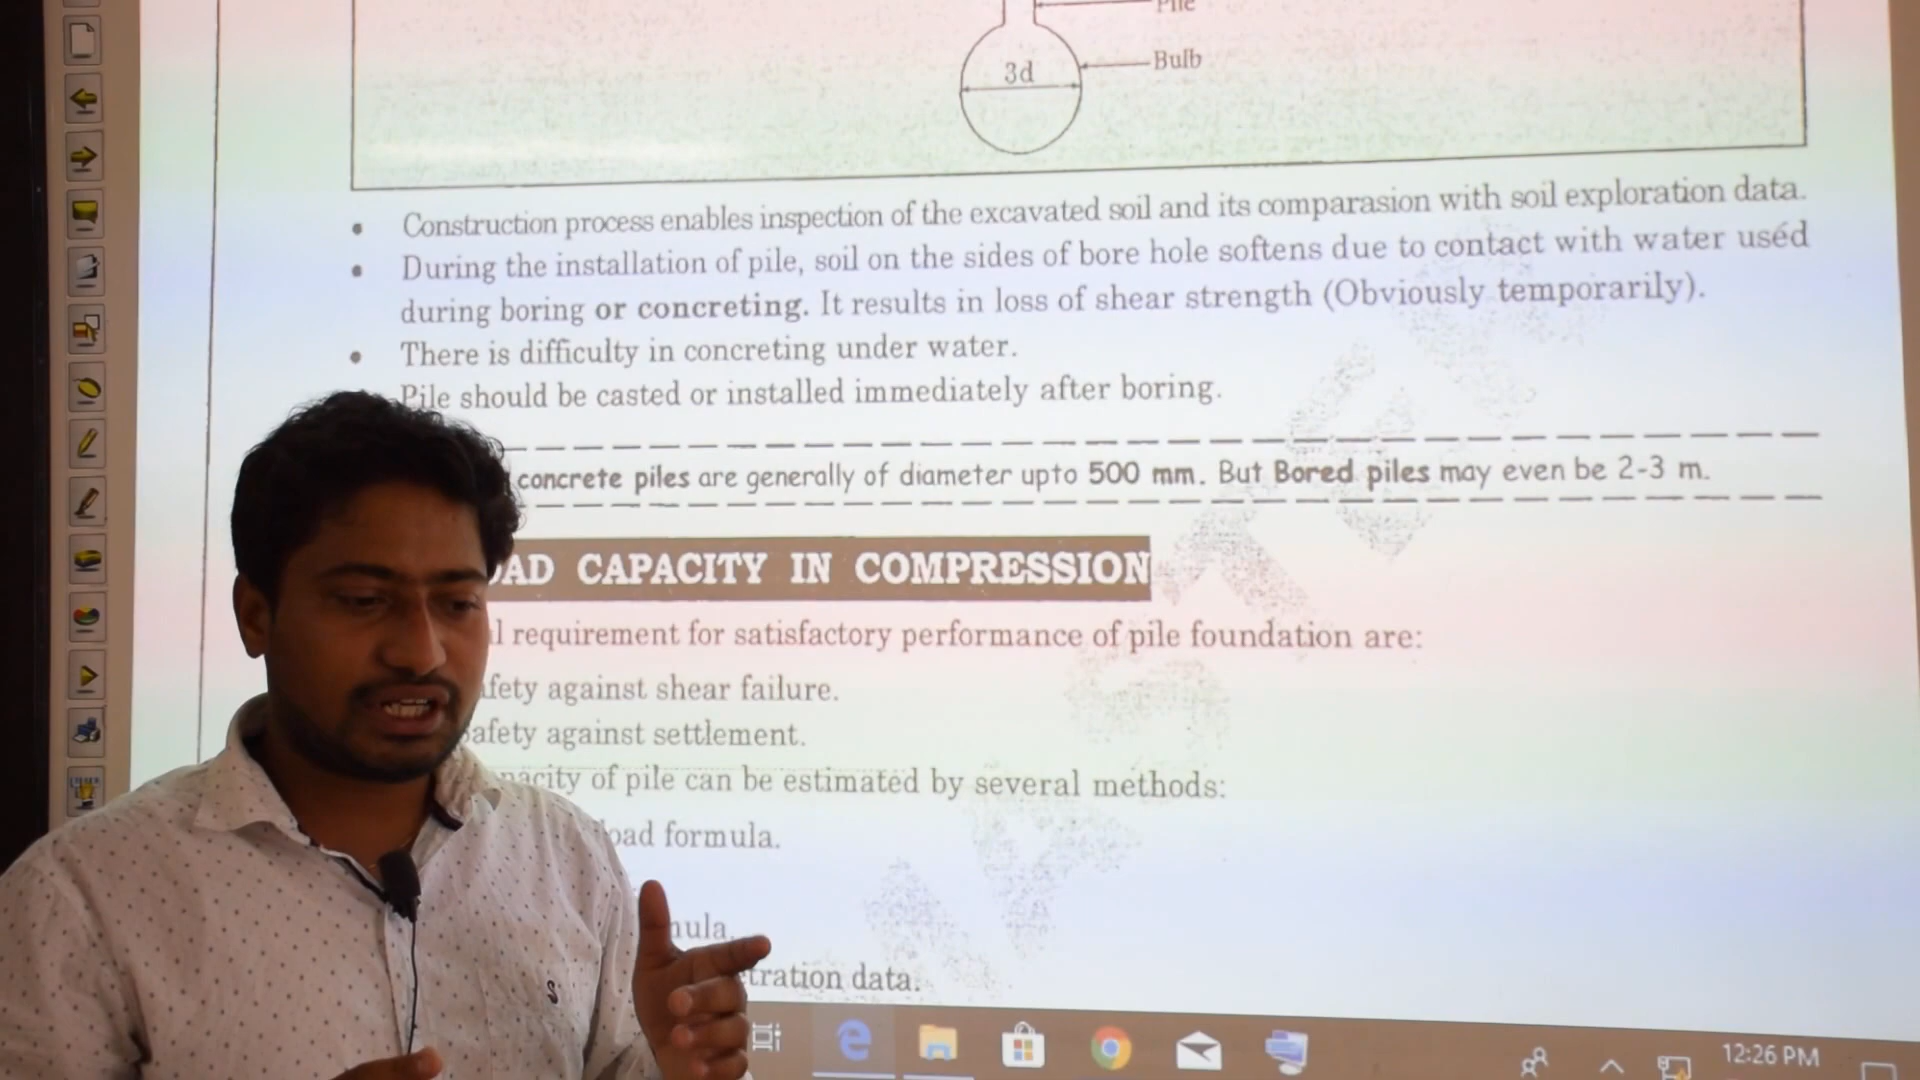 Pile
Bulb
3d
• Construction process enables inspection of the excavated soil and its comparasion with soil exploration data.
• During the installation of pile, soil on the sides of bore hole softens due to contact with water used
during boring or concreting. It results in loss of shear strength (Obviously temporarily).
• There is difficulty in concreting under water.
Pile should be casted or installed immediately after boring.
concrete piles are generally of diameter upto 500 mm. But Bored piles may even be 2-3 m.
AD CAPACITY IN COMPRESSION
l requirement for satisfactory performance of pile foundation are:
fety against shear failure.
afety against settlement.
pacity of pile can be estimated by several methods:
oad formula.
mula.
tration data.
S
12:26 PM